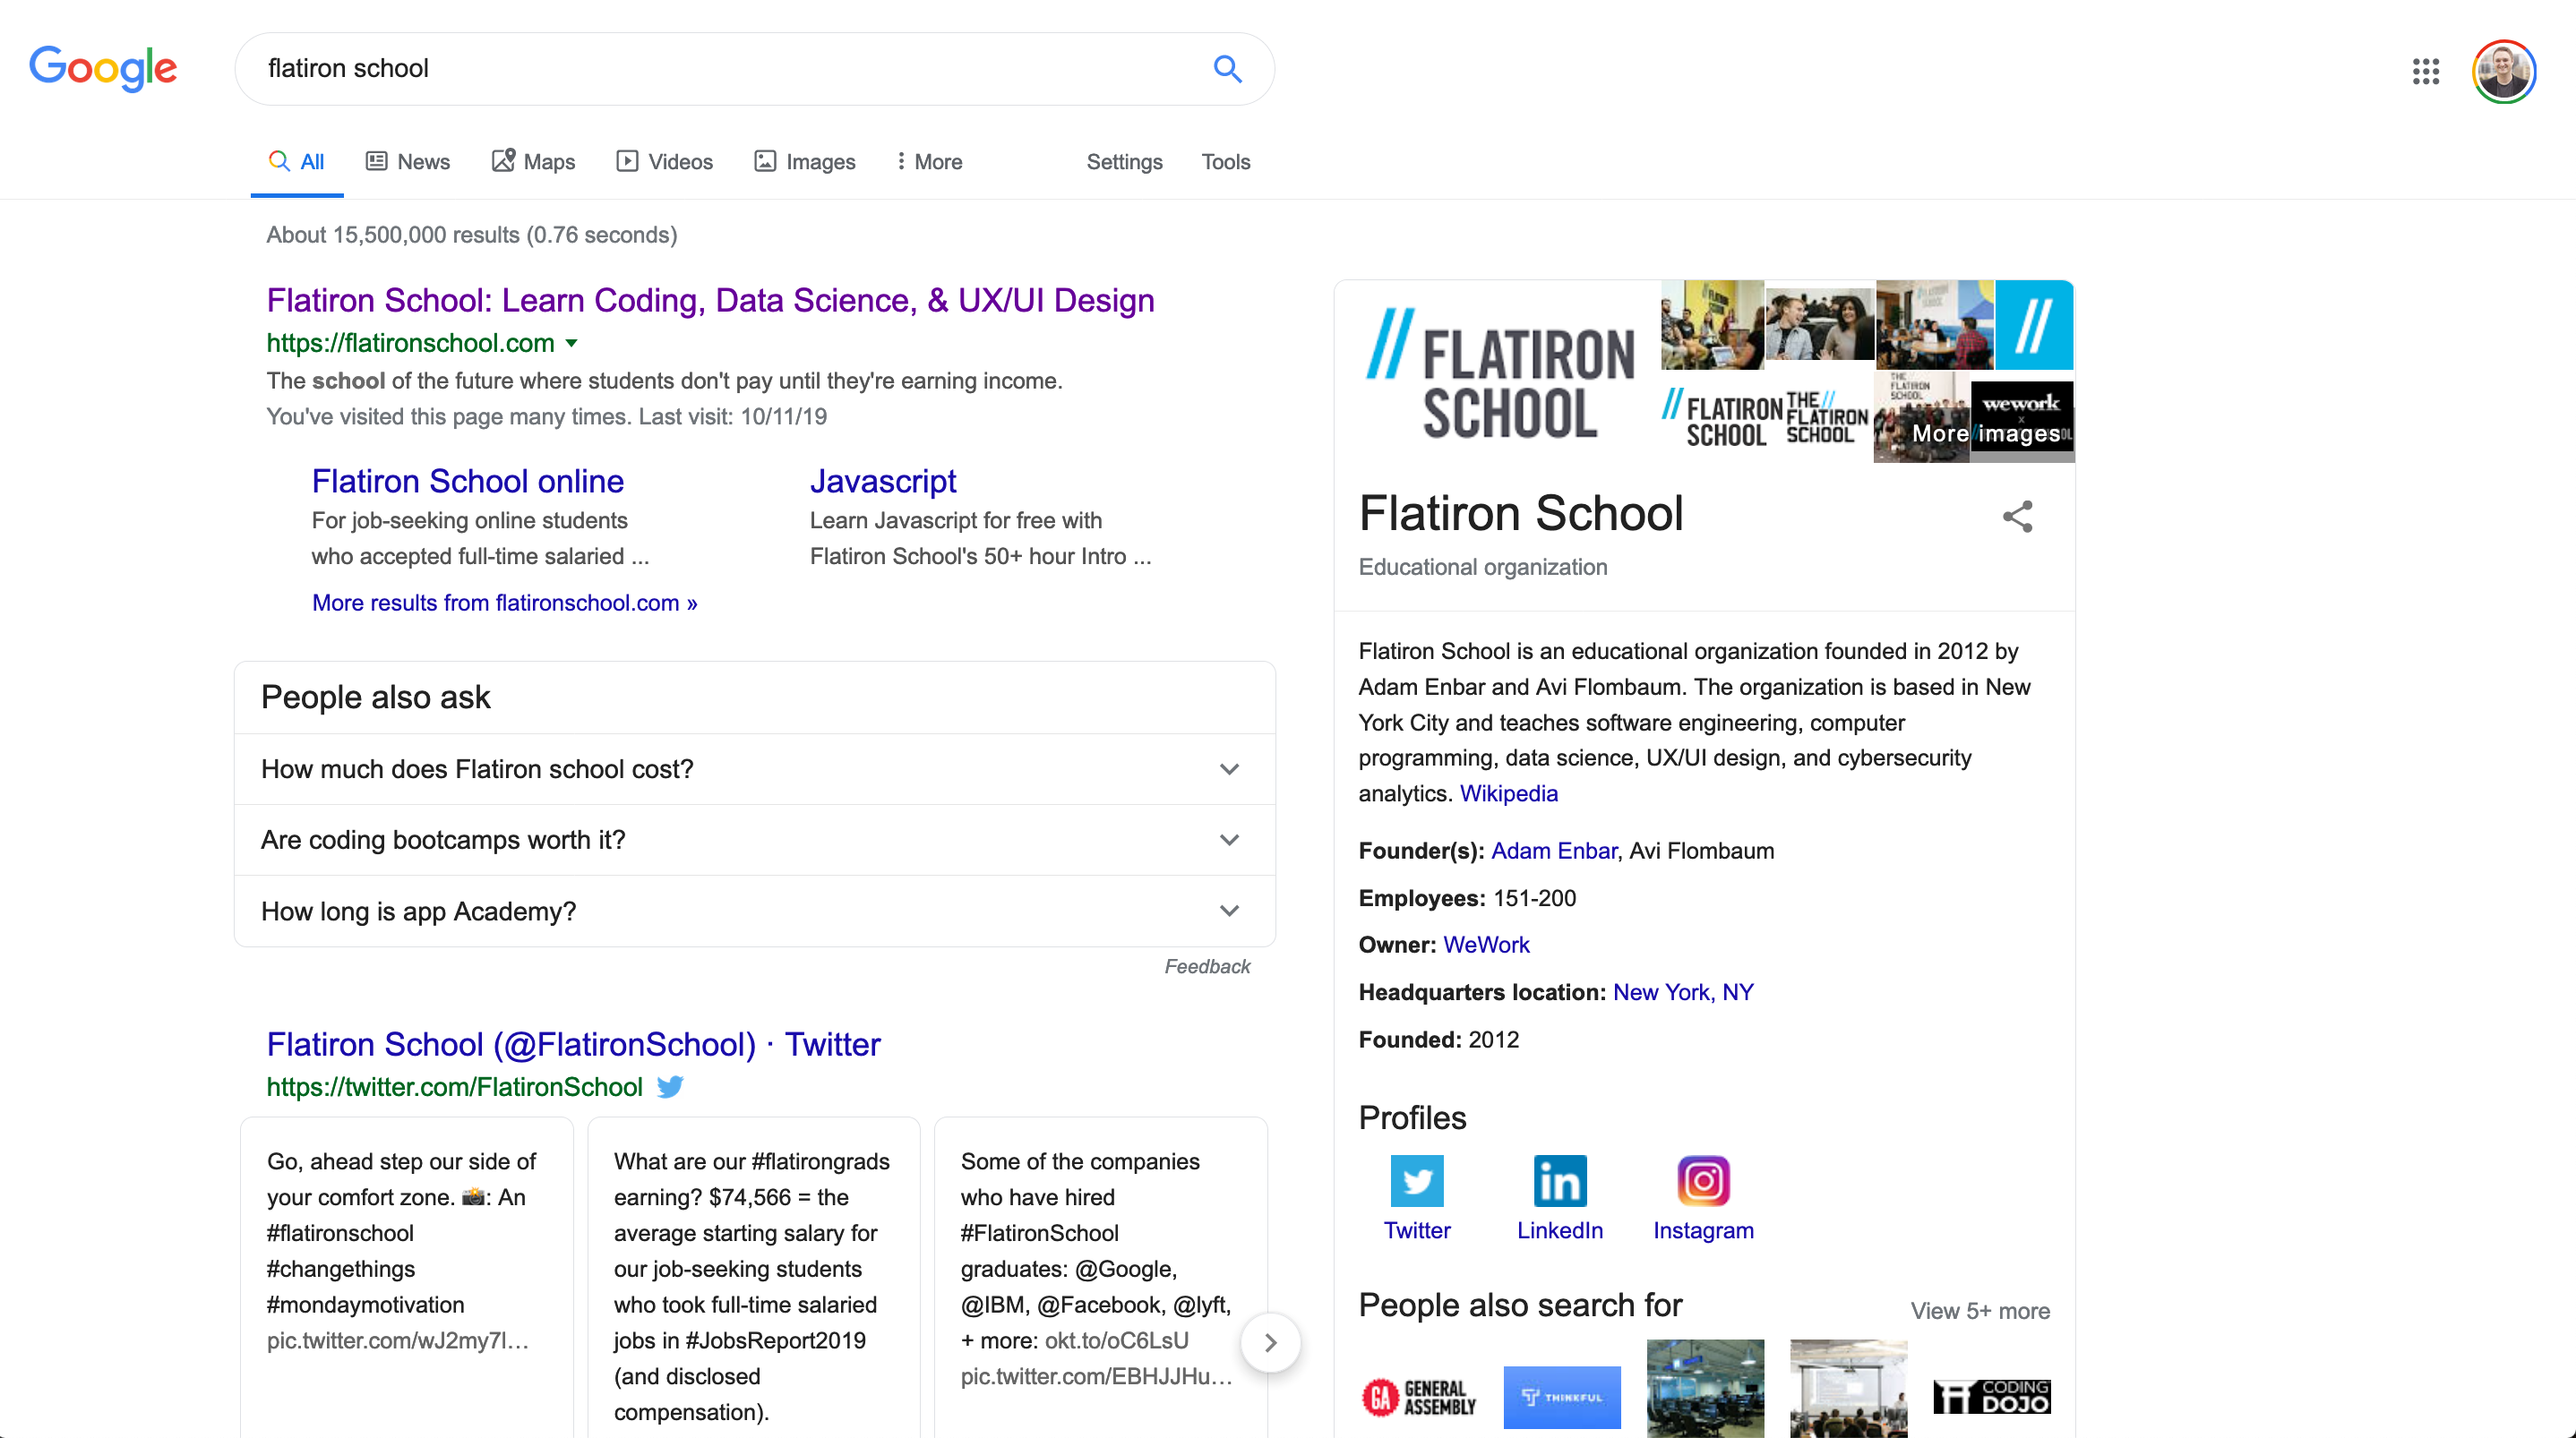 Google
flatiron school
All
News
Maps
Videos
Images
More
Settings
Tools
About 15,500,000 results (0.76 seconds)
Flatiron School: Learn Coding, Data Science, & UX/UI Design
https://flatironschool.com
The school of the future where students don't pay until they're earning income.
You've visited this page many times. Last visit: 10/11/19
Flatiron School online
For job-seeking online students
who accepted full-time salaried ...
More results from flatironschool.com »
Javascript
Learn Javascript for free with
Flatiron School's 50+ hour Intro ...
People also ask
How much does Flatiron school cost?
Are coding bootcamps worth it?
How long is app Academy?
Feedback
Flatiron School (@FlatironSchool) · Twitter
https://twitter.com/FlatironSchool
Go, ahead step our side of
your comfort zone. 📸: An
#flatironschool
#changethings
#mondaymotivation
pic.twitter.com/wJ2my7l…
What are our #flatirongrads
earning? $74,566 = the
average starting salary for
our job-seeking students
who took full-time salaried
jobs in #JobsReport2019
(and disclosed
compensation).
Some of the companies
who have hired
#FlatironSchool
graduates: @Google,
@IBM, @Facebook, @lyft,
+ more: okt.to/oC6LsU
pic.twitter.com/EBHJJHu…
// FLATIRON
SCHOOL
// FLATIRON
SCHOOL
THE //
FLATIRON
SCHOOL
THE
FLATIRON
SCHOOL
wework
x
More images
Flatiron School
Educational organization
Flatiron School is an educational organization founded in 2012 by
Adam Enbar and Avi Flombaum. The organization is based in New
York City and teaches software engineering, computer
programming, data science, UX/UI design, and cybersecurity
analytics. Wikipedia
Founder(s): Adam Enbar, Avi Flombaum
Employees: 151-200
Owner: WeWork
Headquarters location: New York, NY
Founded: 2012
Profiles
Twitter
LinkedIn
Instagram
People also search for
View 5+ more
GA GENERAL
ASSEMBLY
THINKFUL
CODING
DOJO